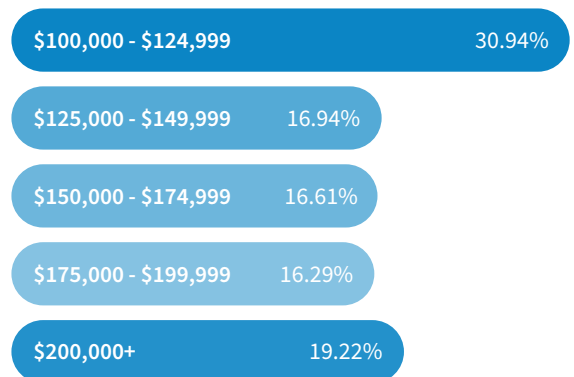 $100,000 - $124,999 30.94%
$125,000 - $149,999 16.94%
$150,000 - $174,999 16.61%
$175,000 - $199,999 16.29%
$200,000+ 19.22%